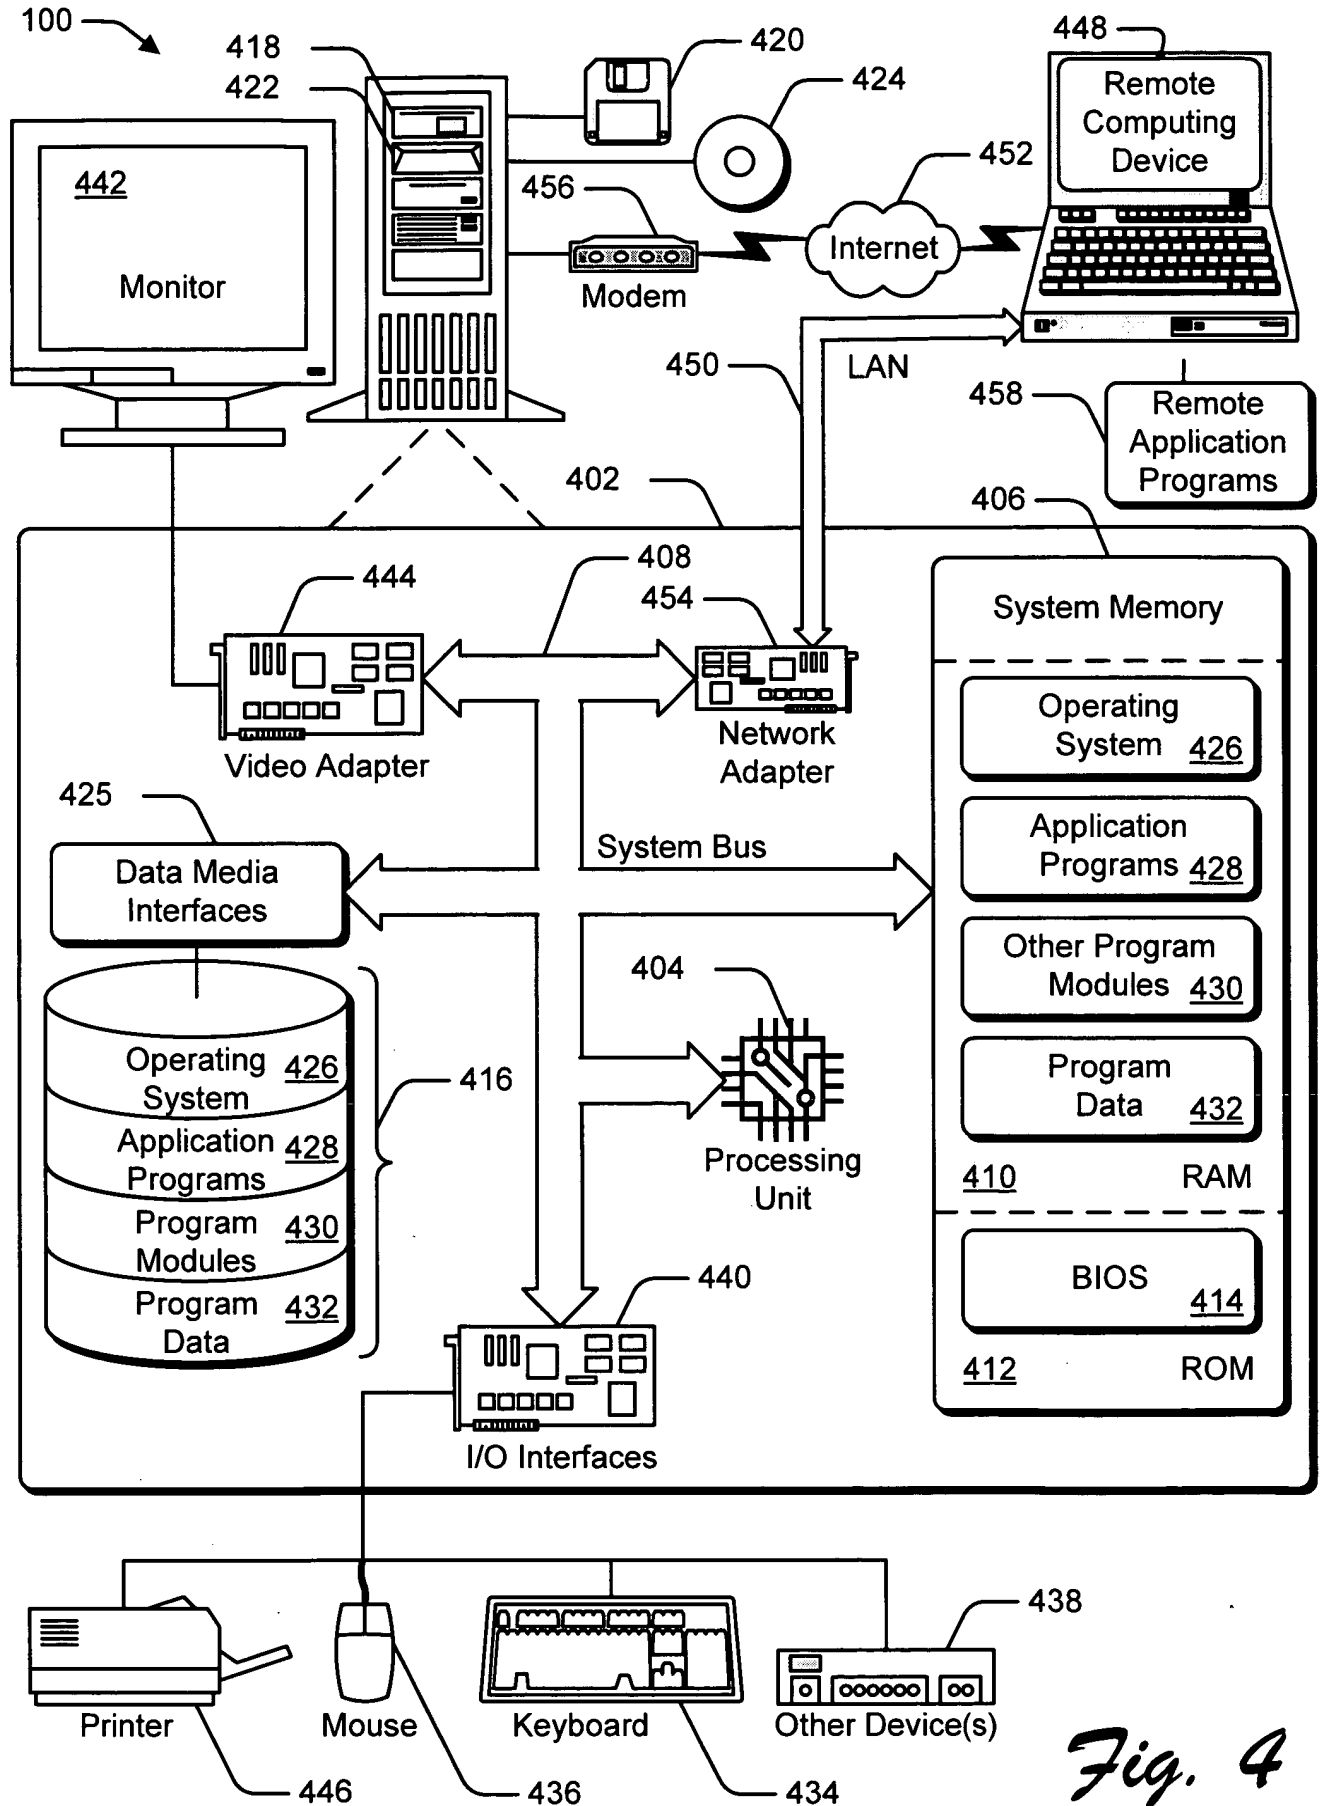 100
418
422
420
424
448
Remote
Computing
Device
442
Monitor
456
Modem
452
Internet
450
LAN
458
Remote
Application
Programs
402
406
408
444
454
System Memory
Video Adapter
Network
Adapter
Operating
System 426
Application
Programs 428
Other Program
Modules 430
Program
Data 432
410 RAM
BIOS
414
412 ROM
425
Data Media
Interfaces
System Bus
404
Processing
Unit
416
Operating
System 426
Application
Programs 428
Program
Modules 430
Program
Data 432
440
I/O Interfaces
Printer
446
Mouse
436
Keyboard
434
438
Other Device(s)
Fig. 4